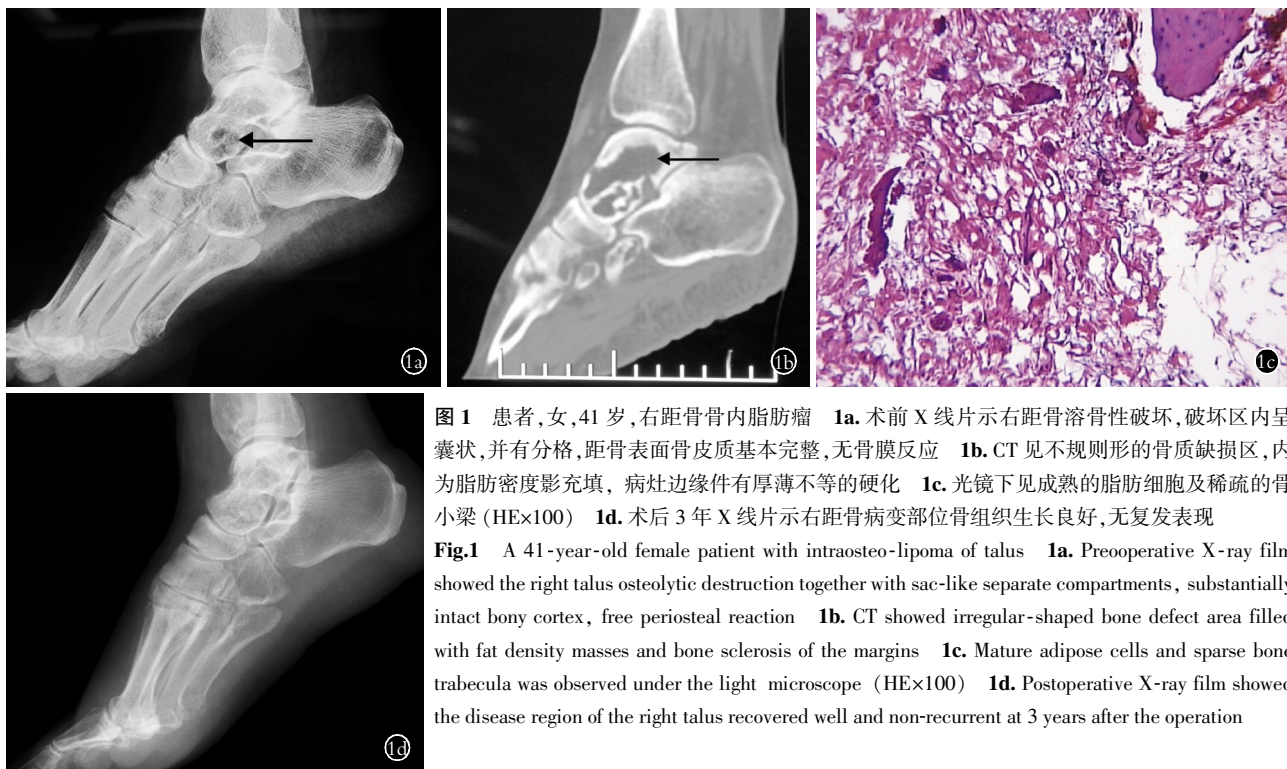 1a
1b
1c
1d
图 1 患者,女,41 岁,右距骨骨内脂肪瘤 1a. 术前 X 线片示右距骨溶骨性破坏,破坏区内呈
囊状,并有分格,距骨表面骨皮质基本完整,无骨膜反应 1b. CT 见不规则形的骨质缺损区,内
为脂肪密度影充填, 病灶边缘件有厚薄不等的硬化 1c. 光镜下见成熟的脂肪细胞及稀疏的骨
小梁 (HE×100) 1d. 术后 3 年 X 线片示右距骨病变部位骨组织生长良好,无复发表现
Fig.1 A 41-year-old female patient with intraosteo-lipoma of talus 1a. Preooperative X-ray film
showed the right talus osteolytic destruction together with sac-like separate compartments, substantially
intact bony cortex, free periosteal reaction 1b. CT showed irregular-shaped bone defect area filled
with fat density masses and bone sclerosis of the margins 1c. Mature adipose cells and sparse bone
trabecula was observed under the light microscope (HE×100) 1d. Postoperative X-ray film showed
the disease region of the right talus recovered well and non-recurrent at 3 years after the operation